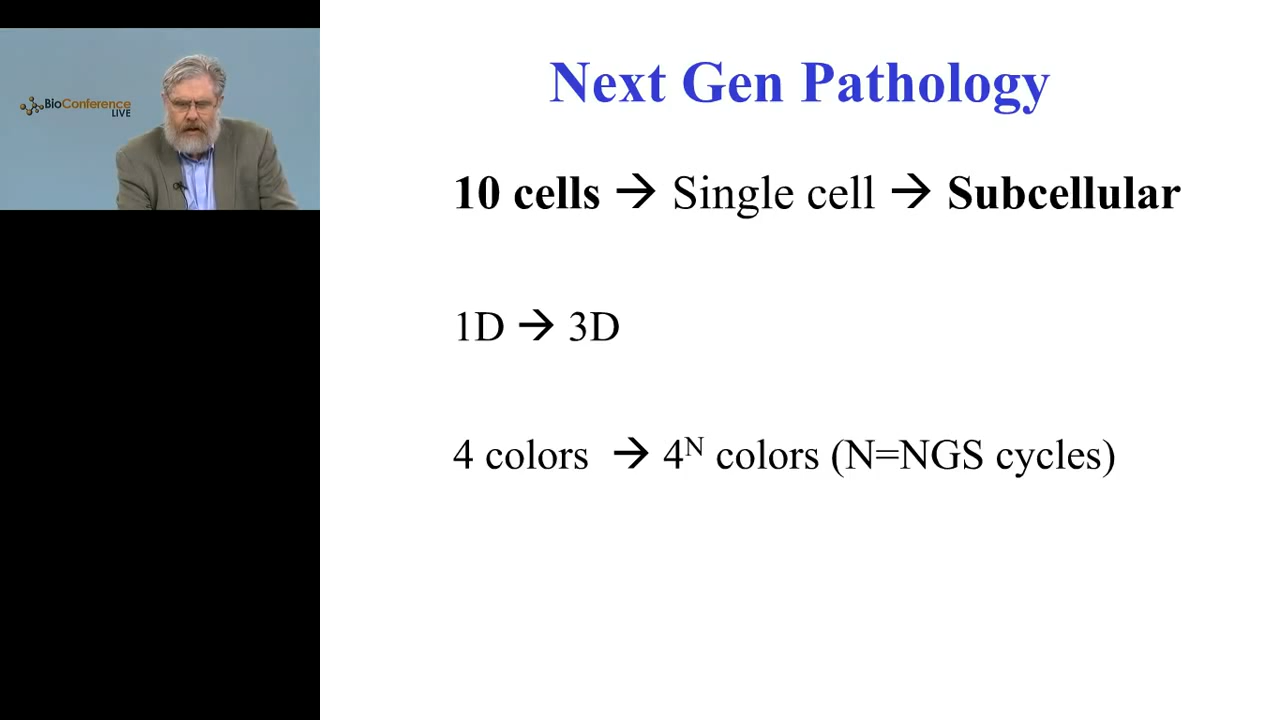 BioConference
LIVE
Next Gen Pathology
10 cells → Single cell → Subcellular
1D → 3D
4 colors → 4ᴺ colors (N=NGS cycles)